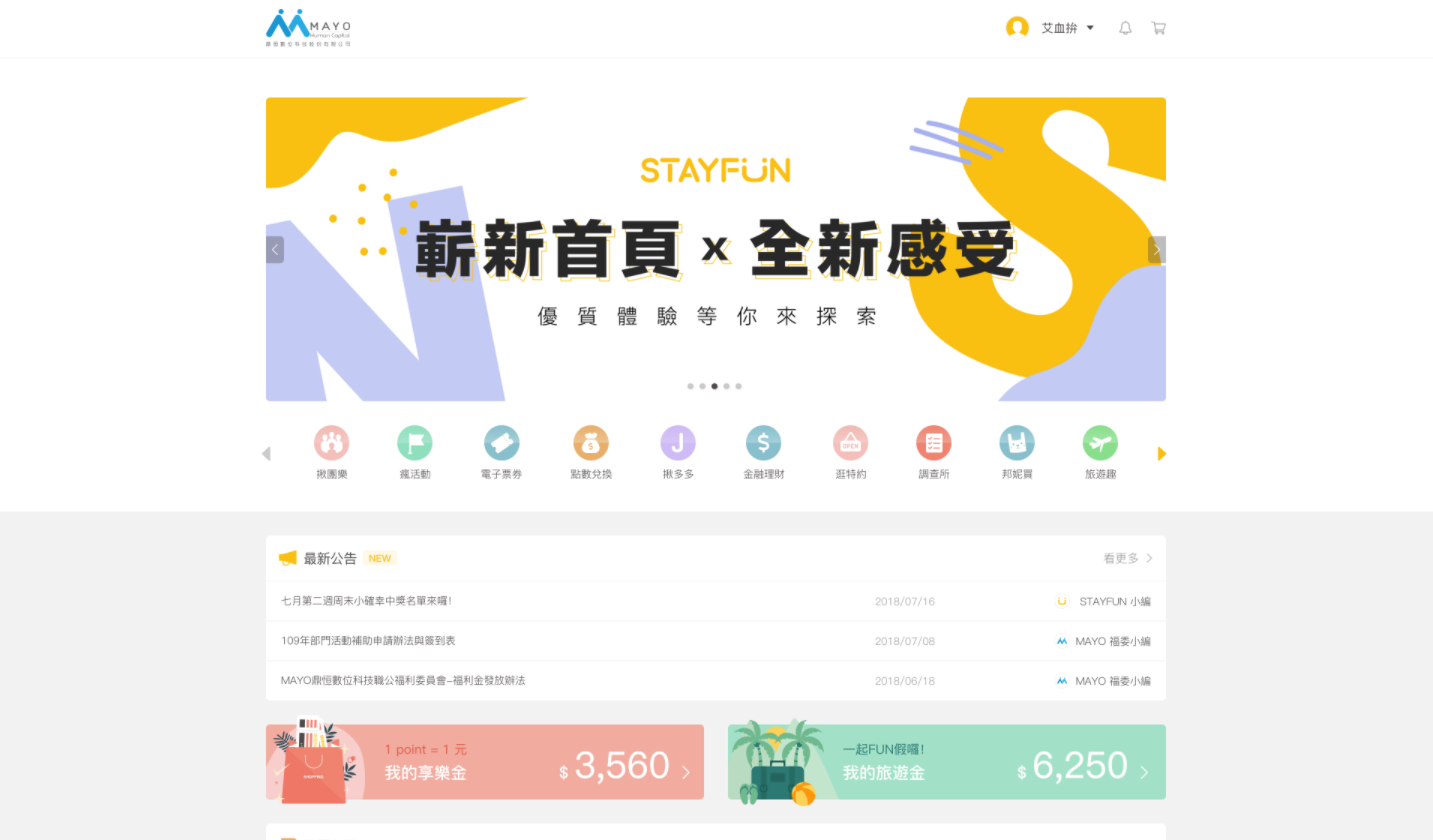 MAYO
Human Capital
鼎恒數位科技股份有限公司
艾血拚
STAYFUN
嶄新首頁 x 全新感受
優質體驗等你來探索
揪團樂
瘋活動
電子票券
點數兌換
揪多多
金融理財
OPEN
逛特約
調查所
邦妮買
旅遊趣
最新公告 NEW
看更多
七月第二週周末小確幸中獎名單來囉!
2018/07/16
STAYFUN 小編
109年部門活動補助申請辦法與簽到表
2018/07/08
MAYO 福委小編
MAYO鼎恒數位科技職公福利委員會–福利金發放辦法
2018/06/18
MAYO 福委小編
SHOPPING
1 point = 1 元
我的享樂金
$ 3,560
一起FUN假囉!
我的旅遊金
$ 6,250